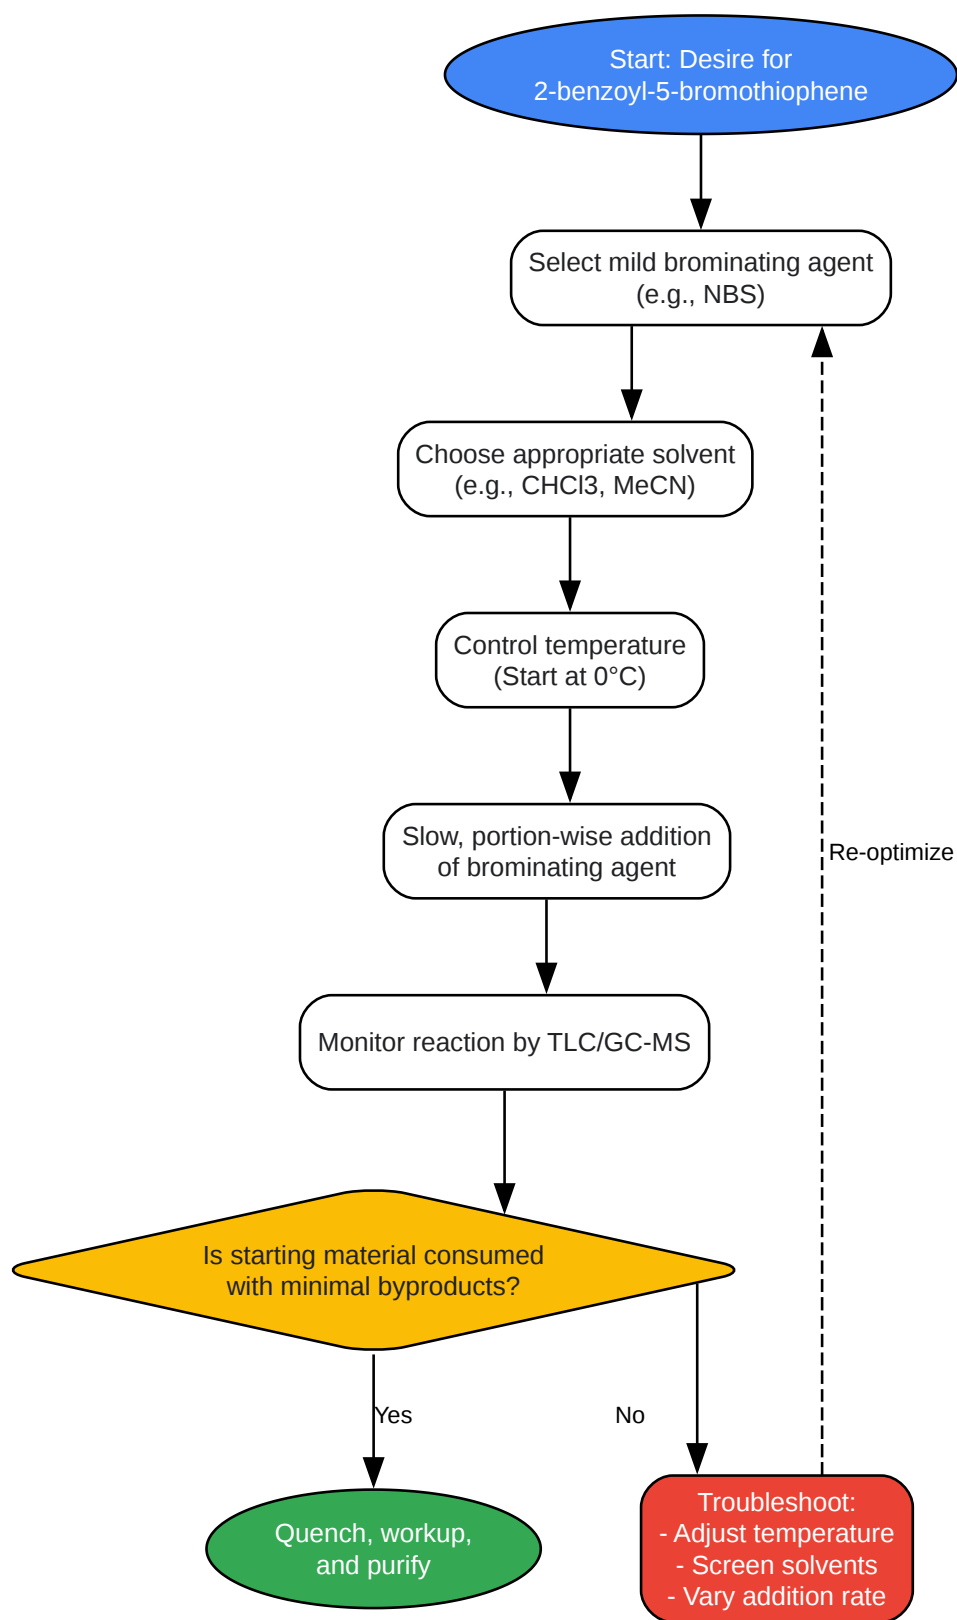 Start: Desire for
2-benzoyl-5-bromothiophene
Select mild brominating agent
(e.g., NBS)
Choose appropriate solvent
(e.g., CHCl3, MeCN)
Control temperature
(Start at 0°C)
Slow, portion-wise addition
of brominating agent
Re-optimize
Monitor reaction by TLC/GC-MS
Is starting material consumed
with minimal byproducts?
Yes
No
Quench, workup,
and purify
Troubleshoot:
- Adjust temperature
- Screen solvents
- Vary addition rate